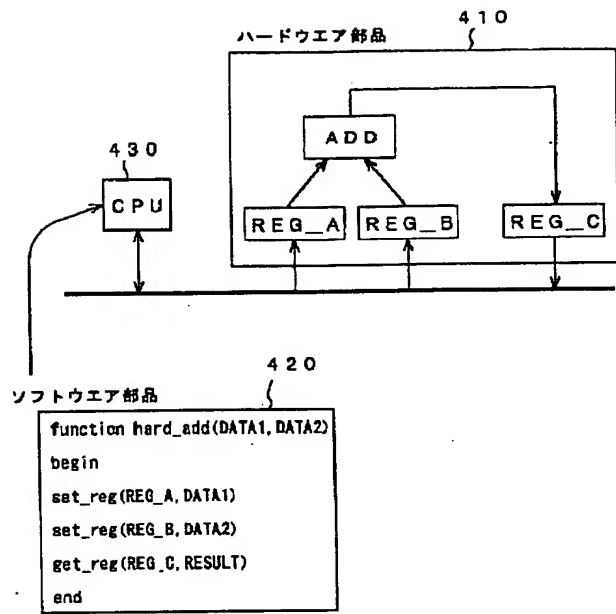 410
ハードウエア部品
ADD
430
CPU
REG_A
REG_B
REG_C
420
ソフトウエア部品
function hard_add(DATA1, DATA2)
begin
set_reg(REG_A, DATA1)
set_reg(REG_B, DATA2)
get_reg(REG_C, RESULT)
end